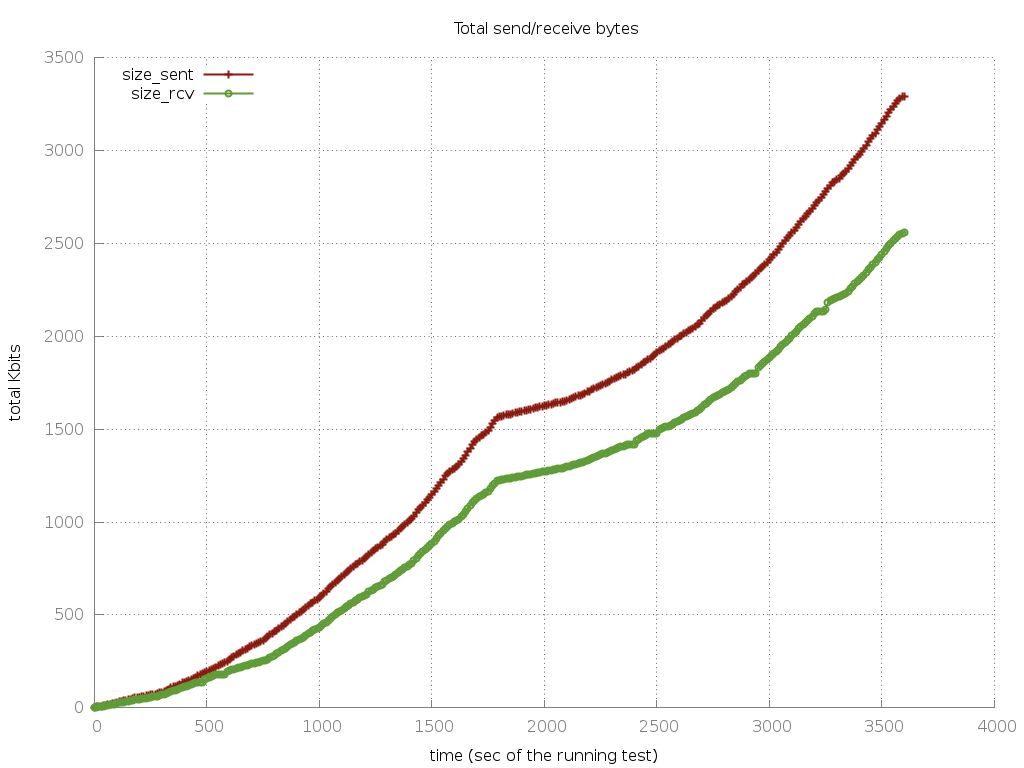 Total send/receive bytes
3500
size_sent
size_rcv
3000
2500
2000
total Kbits
1500
1000
500
0
0 500 1000 1500 2000 2500 3000 3500 4000
time (sec of the running test)